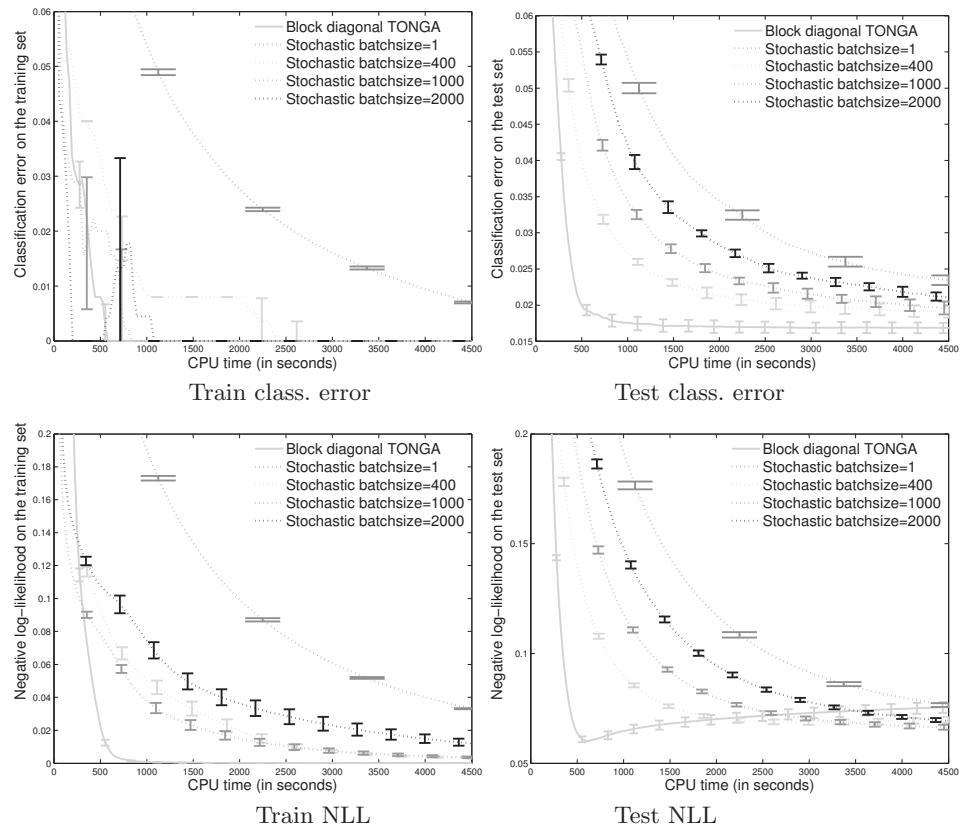 Classification error on the training set
0.06
0.05
0.04
0.03
0.02
0.01
0
0 500 1000 1500 2000 2500 3000 3500 4000 4500
CPU time (in seconds)
Block diagonal TONGA
Stochastic batchsize=1
Stochastic batchsize=400
Stochastic batchsize=1000
Stochastic batchsize=2000
Train class. error
Classification error on the test set
0.06
0.055
0.05
0.045
0.04
0.035
0.03
0.025
0.02
0.015
0 500 1000 1500 2000 2500 3000 3500 4000 4500
CPU time (in seconds)
Block diagonal TONGA
Stochastic batchsize=1
Stochastic batchsize=400
Stochastic batchsize=1000
Stochastic batchsize=2000
Test class. error
Negative log−likelihood on the training set
0.2
0.18
0.16
0.14
0.12
0.1
0.08
0.06
0.04
0.02
0
0 500 1000 1500 2000 2500 3000 3500 4000 4500
CPU time (in seconds)
Block diagonal TONGA
Stochastic batchsize=1
Stochastic batchsize=400
Stochastic batchsize=1000
Stochastic batchsize=2000
Train NLL
Negative log−likelihood on the test set
0.2
0.15
0.1
0.05
0 500 1000 1500 2000 2500 3000 3500 4000 4500
CPU time (in seconds)
Block diagonal TONGA
Stochastic batchsize=1
Stochastic batchsize=400
Stochastic batchsize=1000
Stochastic batchsize=2000
Test NLL